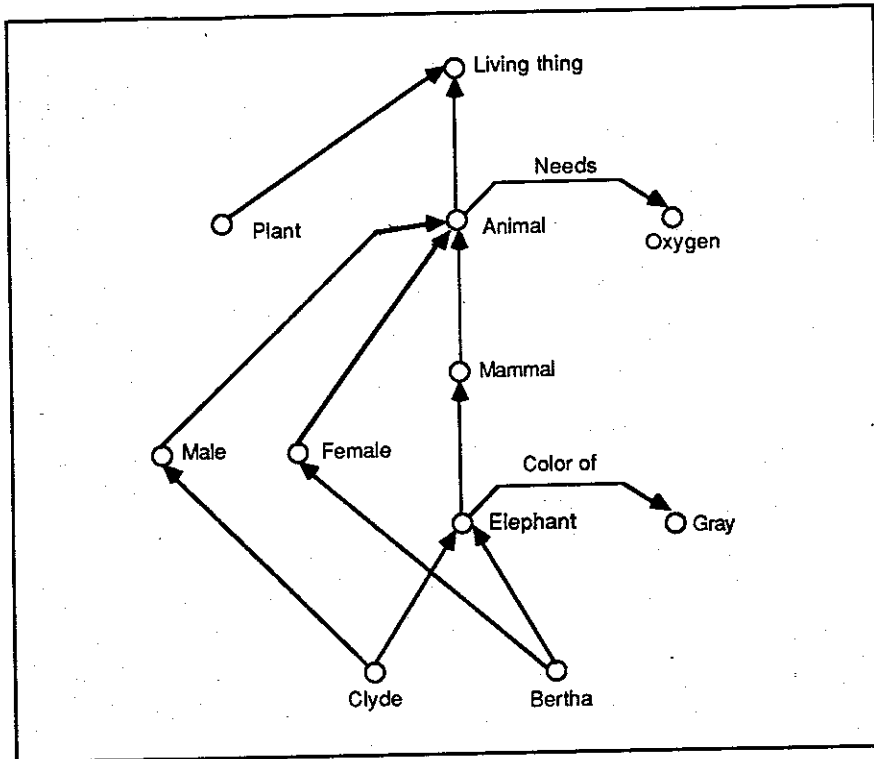 Living thing
Needs
Plant
Animal
Oxygen
Mammal
Male
Female
Color of
Elephant
Gray
Clyde
Bertha